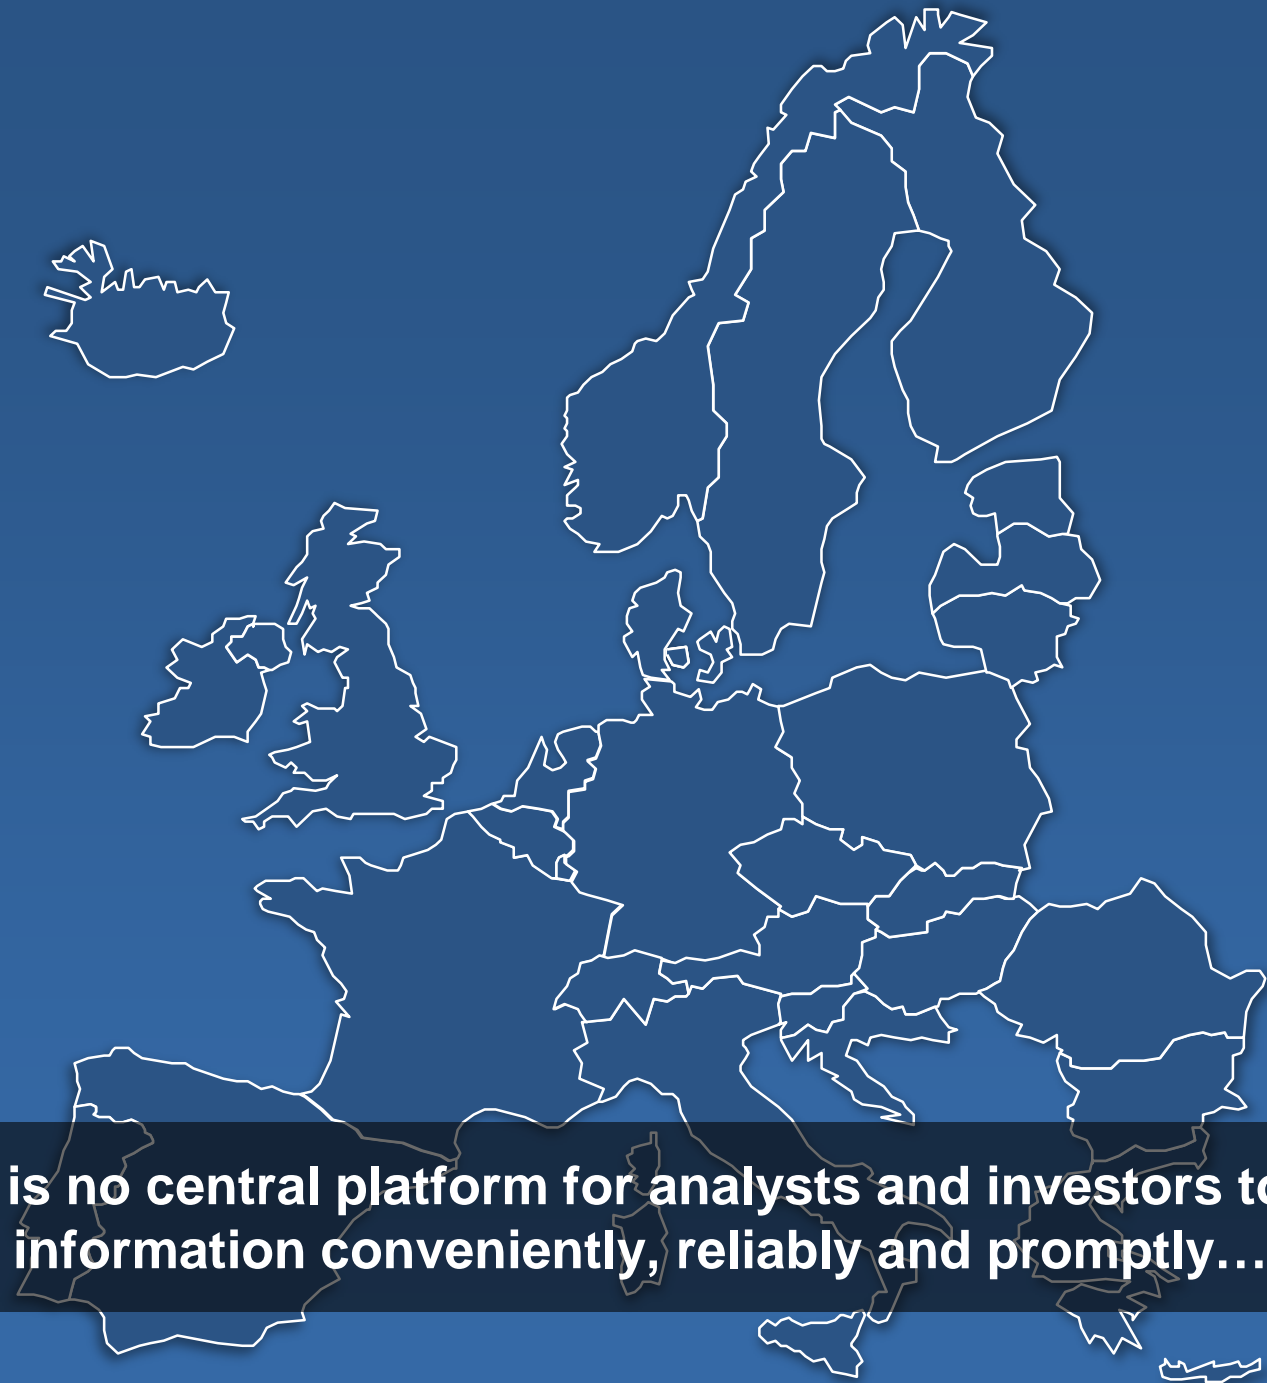 is no central platform for analysts and investors to
information conveniently, reliably and promptly…